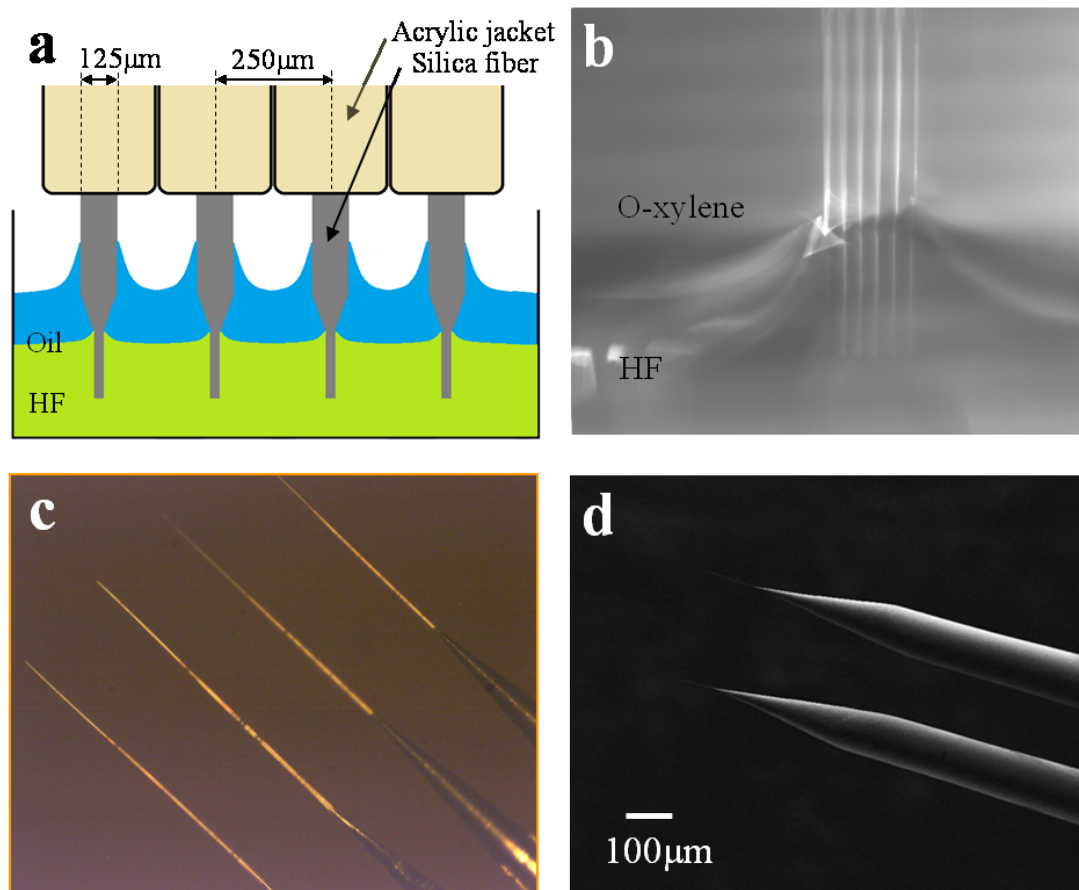 a
125μm
250μm
Acrylic jacket
Silica fiber
Oil
HF
b
O-xylene
HF
c
d
100μm